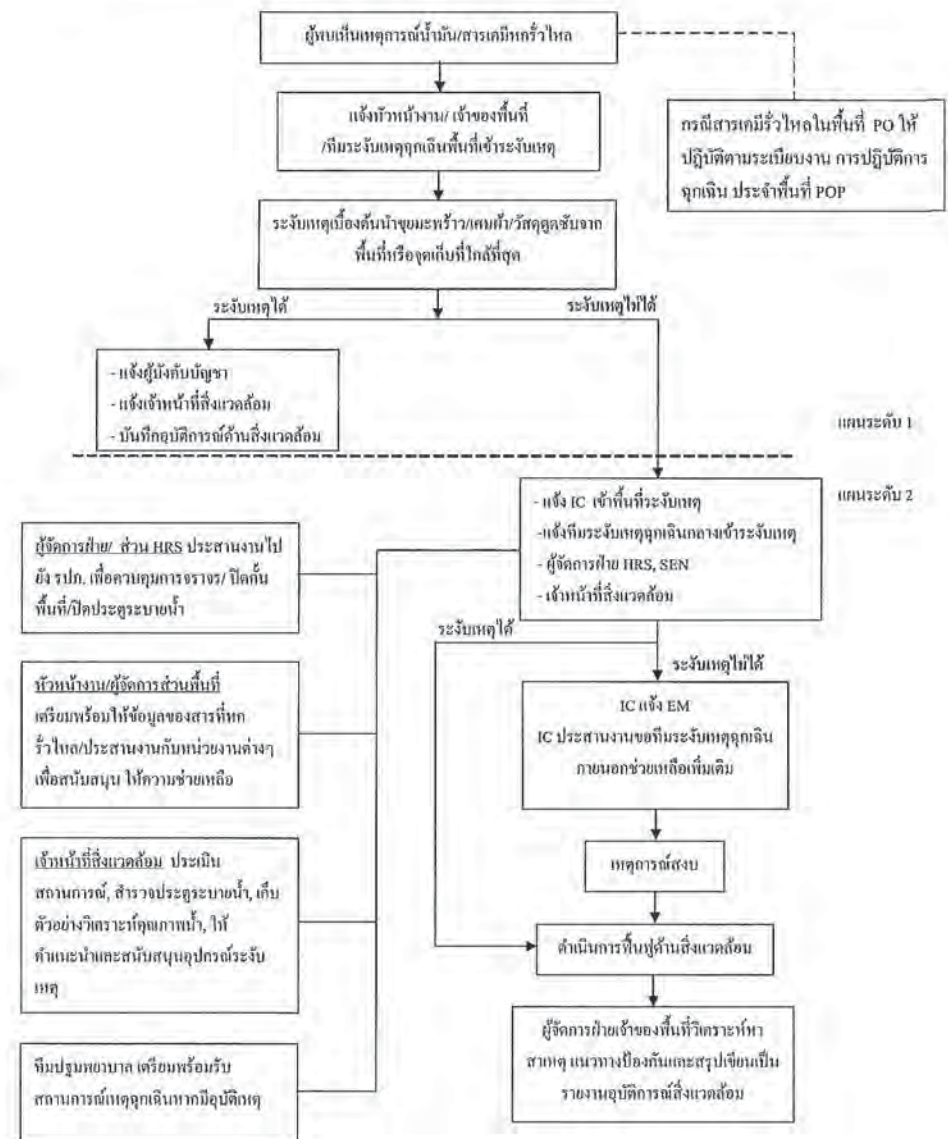 ผู้พบเห็นเหตุการณ์น้ำมัน/สารเคมีหกรั่วไหล
แจ้งหัวหน้างาน/ เจ้าของพื้นที่
/ทีมระงับเหตุฉุกเฉินพื้นที่เข้าระงับเหตุ
กรณีสารเคมีรั่วไหลในพื้นที่ PO ให้
ปฏิบัติตามระเบียบงาน การปฏิบัติการ
ฉุกเฉิน ประจำพื้นที่ POP
ระงับเหตุเบื้องต้นนำขุยมะพร้าว/เศษผ้า/วัสดุดูดซับจาก
พื้นที่หรือจุดเก็บที่ใกล้ที่สุด
ระงับเหตุได้
ระงับเหตุไม่ได้
- แจ้งผู้บังคับบัญชา
- แจ้งเจ้าหน้าที่สิ่งแวดล้อม
- บันทึกอุบัติการณ์ด้านสิ่งแวดล้อม
แผนระดับ 1
แผนระดับ 2
- แจ้ง IC เข้าพื้นที่ระงับเหตุ
-แจ้งทีมระงับเหตุฉุกเฉินกลางเข้าระงับเหตุ
- ผู้จัดการฝ่าย HRS, SEN
- เจ้าหน้าที่สิ่งแวดล้อม
ผู้จัดการฝ่าย/ ส่วน HRS ประสานงานไป
ยัง รปภ. เพื่อควบคุมการจราจร/ ปิดกั้น
พื้นที่/ปิดประตูระบายน้ำ
ระงับเหตุได้
ระงับเหตุไม่ได้
หัวหน้างาน/ผู้จัดการส่วนพื้นที่
เตรียมพร้อมให้ข้อมูลของสารที่หก
รั่วไหล/ประสานงานกับหน่วยงานต่างๆ
เพื่อสนับสนุน ให้ความช่วยเหลือ
IC แจ้ง EM
IC ประสานงานขอทีมระงับเหตุฉุกเฉิน
ภายนอกช่วยเหลือเพิ่มเติม
เหตุการณ์สงบ
เจ้าหน้าที่สิ่งแวดล้อม ประเมิน
สถานการณ์, สำรวจประตูระบายน้ำ, เก็บ
ตัวอย่างวิเคราะห์คุณภาพน้ำ, ให้
คำแนะนำและสนับสนุนอุปกรณ์ระงับ
เหตุ
ดำเนินการฟื้นฟูด้านสิ่งแวดล้อม
ผู้จัดการฝ่ายเจ้าของพื้นที่วิเคราะห์หา
สาเหตุ แนวทางป้องกันและสรุปเขียนเป็น
รายงานอุบัติการณ์สิ่งแวดล้อม
ทีมปฐมพยาบาล เตรียมพร้อมรับ
สถานการณ์เหตุฉุกเฉินหากมีอุบัติเหตุ